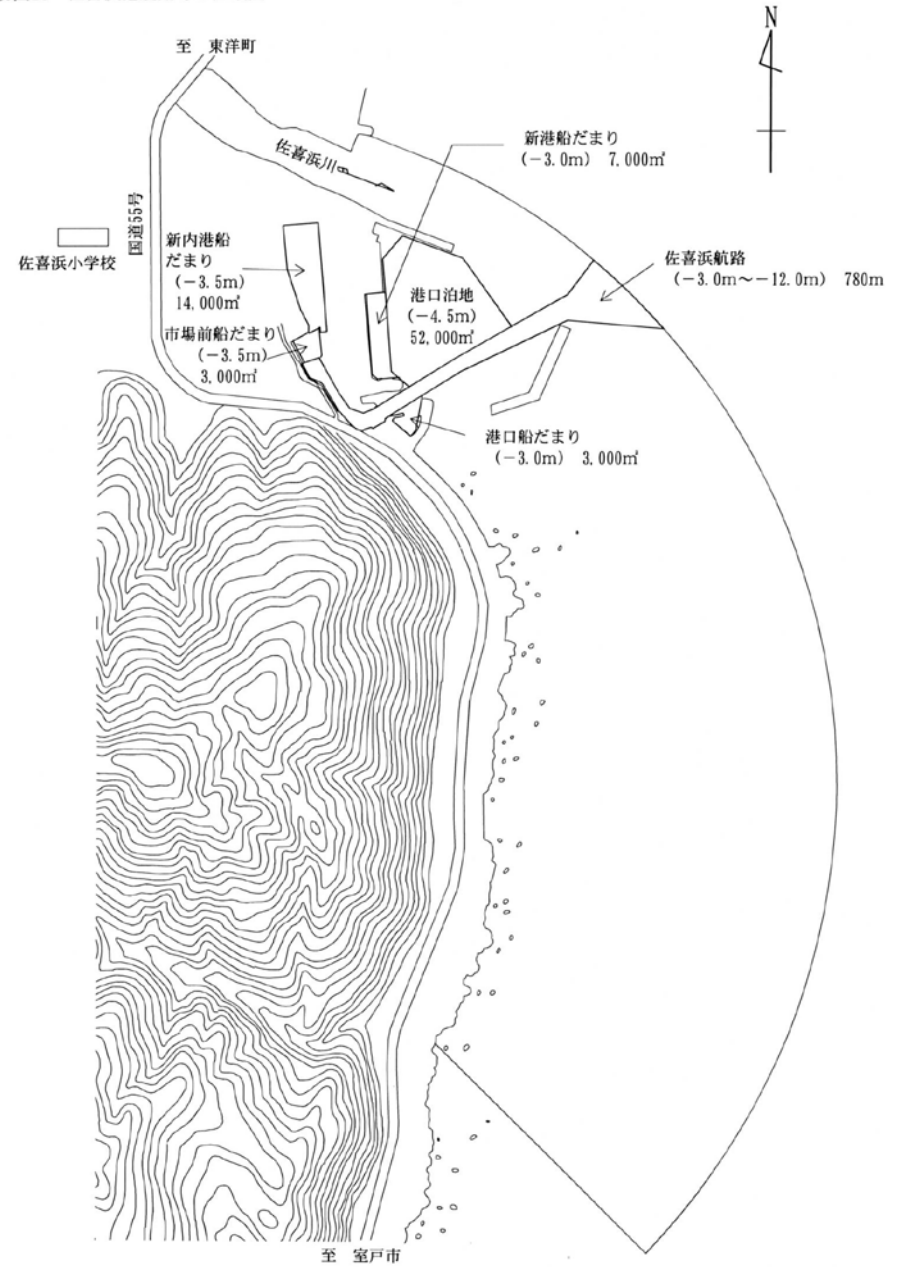 N
至 東洋町
新港船だまり
(-3.0m) 7,000㎡
佐喜浜川
国道55号
佐喜浜小学校
新内港船
だまり
(-3.5m)
14,000㎡
佐喜浜航路
(-3.0m～-12.0m) 780m
港口泊地
(-4.5m)
52,000㎡
市場前船だまり
(-3.5m)
3,000㎡
港口船だまり
(-3.0m) 3,000㎡
至 室戸市